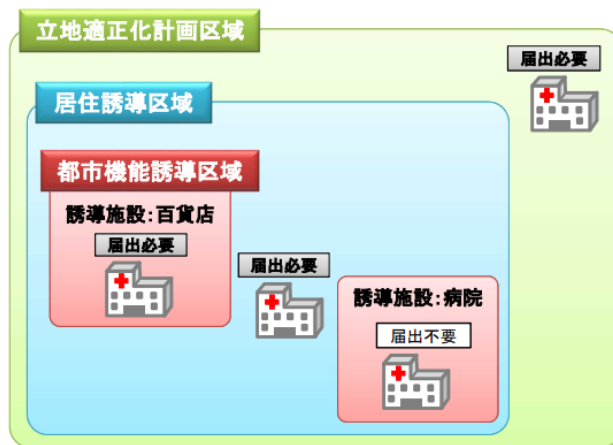 立地適正化計画区域
届出必要
居住誘導区域
都市機能誘導区域
誘導施設：百貨店
届出必要
届出必要
誘導施設：病院
届出不要